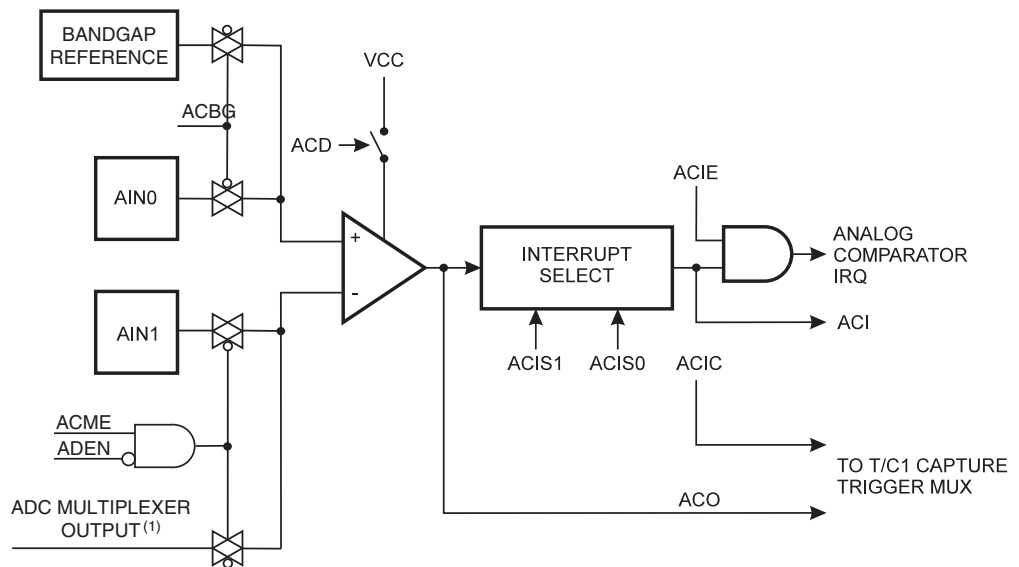 BANDGAP
REFERENCE
ACBG
VCC
ACD
AIN0
+
-
INTERRUPT
SELECT
ACIE
ANALOG
COMPARATOR
IRQ
ACI
AIN1
ACIS1
ACIS0
ACIC
ACME
ADEN
TO T/C1 CAPTURE
TRIGGER MUX
ACO
ADC MULTIPLEXER
OUTPUT (1)